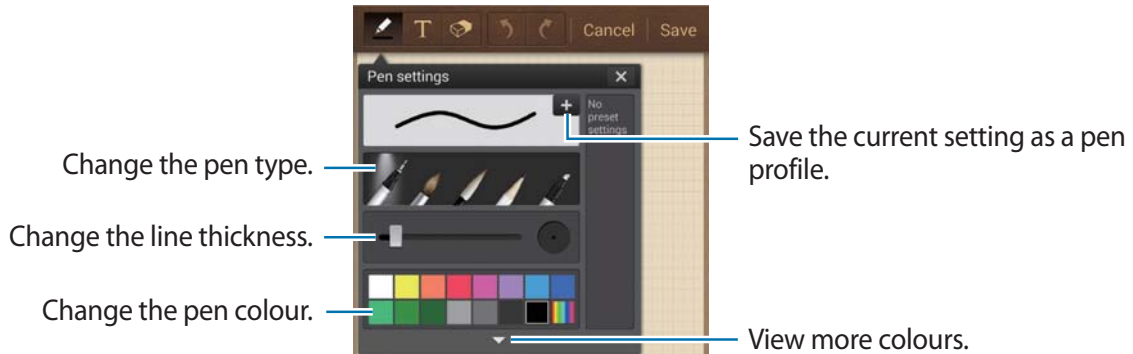 T
Cancel
Save
Pen settings
No
preset
settings
Save the current setting as a pen
profile.
Change the pen type.
Change the line thickness.
Change the pen colour.
View more colours.